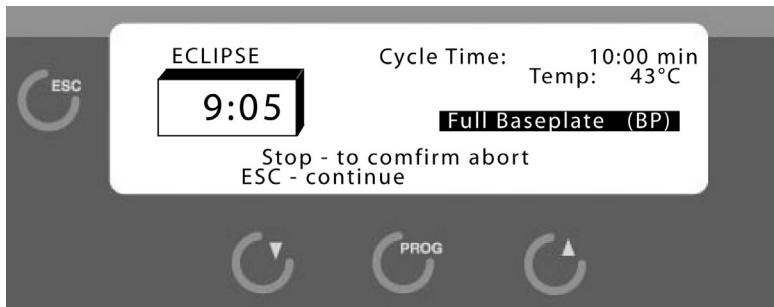 ECLIPSE
Cycle Time: 10:00 min
Temp: 43°C
9:05
Full Baseplate (BP)
Stop - to comfirm abort
ESC - continue
ESC
PROG